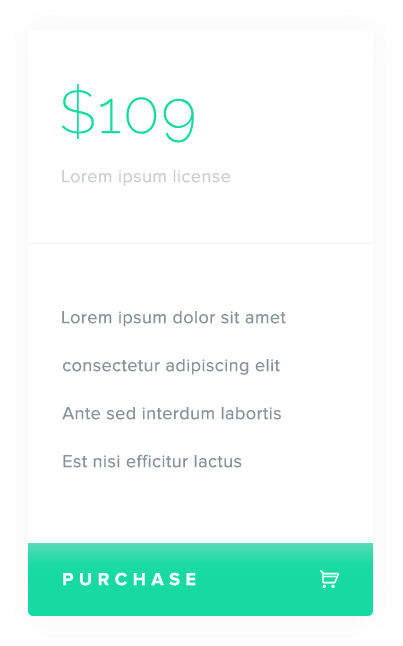 $109
Lorem ipsum license
Lorem ipsum dolor sit amet
consectetur adipiscing elit
Ante sed interdum labortis
Est nisi efficitur lactus
PURCHASE